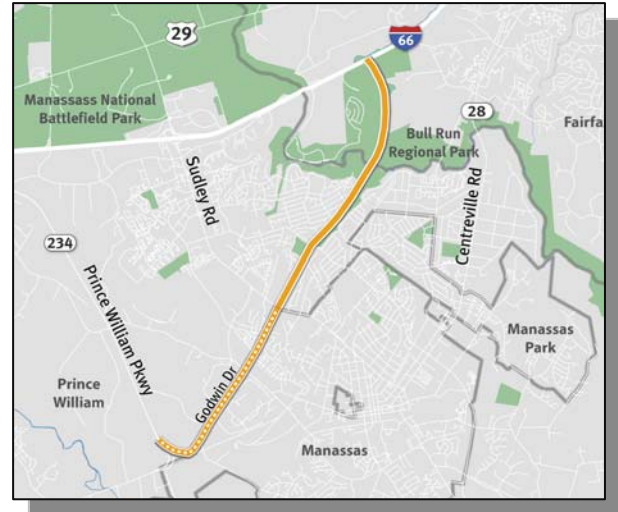 29
66
Manassass National
Battlefield Park
28
Fairfa
Bull Run
Regional Park
Sudley Rd
Centreville Rd
234
Prince William Pkwy
Manassas
Park
Prince
William
Godwin Dr
Manassas